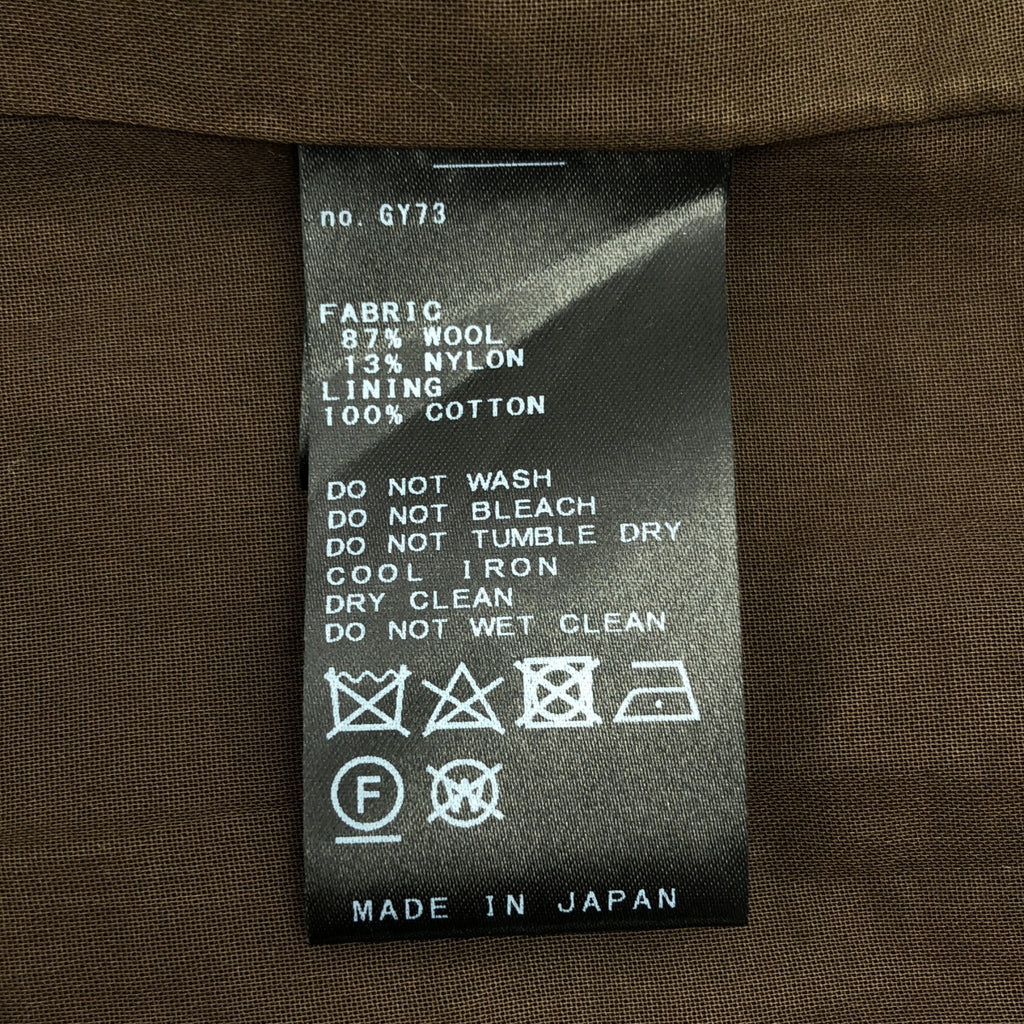 no. GY73
FABRIC
87% WOOL
13% NYLON
LINING
100% COTTON
DO NOT WASH
DO NOT BLEACH
DO NOT TUMBLE DRY
COOL IRON
DRY CLEAN
DO NOT WET CLEAN
F W
MADE IN JAPAN